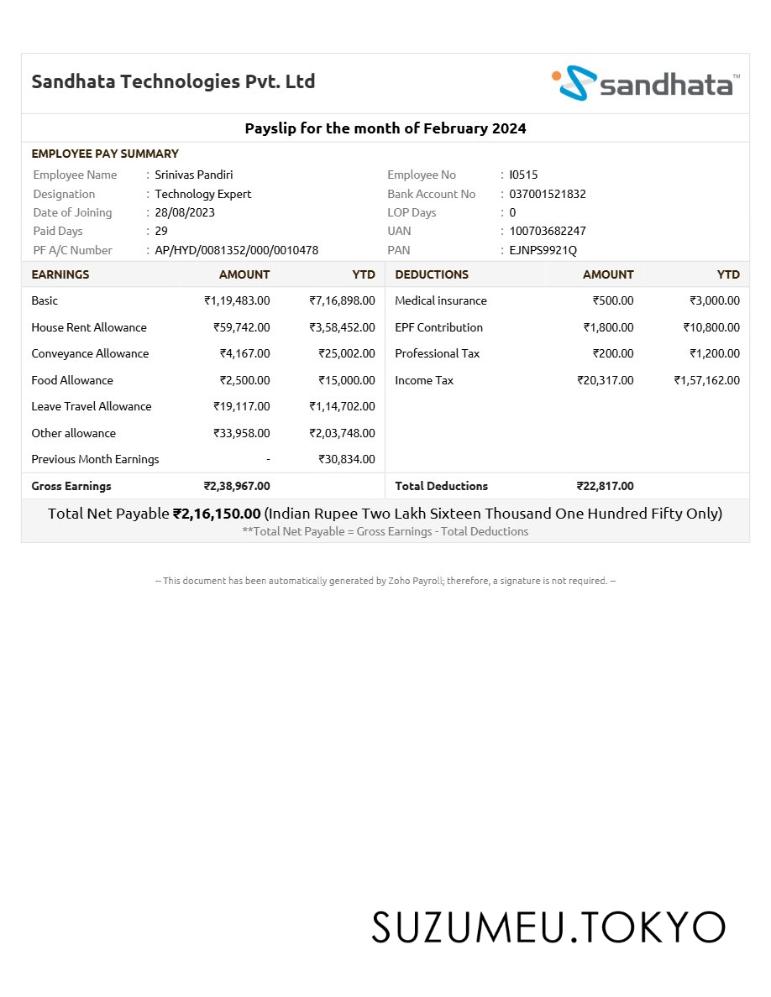 Sandhata Technologies Pvt. Ltd
sandhata™
Payslip for the month of February 2024
EMPLOYEE PAY SUMMARY
Employee Name : Srinivas Pandiri Employee No : I0515
Designation : Technology Expert Bank Account No : 037001521832
Date of Joining : 28/08/2023 LOP Days : 0
Paid Days : 29 UAN : 100703682247
PF A/C Number : AP/HYD/0081352/000/0010478 PAN : EJNPS9921Q
EARNINGS AMOUNT YTD DEDUCTIONS AMOUNT YTD
Basic ₹1,19,483.00 ₹7,16,898.00 Medical insurance ₹500.00 ₹3,000.00
House Rent Allowance ₹59,742.00 ₹3,58,452.00 EPF Contribution ₹1,800.00 ₹10,800.00
Conveyance Allowance ₹4,167.00 ₹25,002.00 Professional Tax ₹200.00 ₹1,200.00
Food Allowance ₹2,500.00 ₹15,000.00 Income Tax ₹20,317.00 ₹1,57,162.00
Leave Travel Allowance ₹19,117.00 ₹1,14,702.00
Other allowance ₹33,958.00 ₹2,03,748.00
Previous Month Earnings - ₹30,834.00
Gross Earnings ₹2,38,967.00 Total Deductions ₹22,817.00
Total Net Payable ₹2,16,150.00 (Indian Rupee Two Lakh Sixteen Thousand One Hundred Fifty Only)
**Total Net Payable = Gross Earnings - Total Deductions
-- This document has been automatically generated by Zoho Payroll; therefore, a signature is not required. --
SUZUMEU.TOKYO